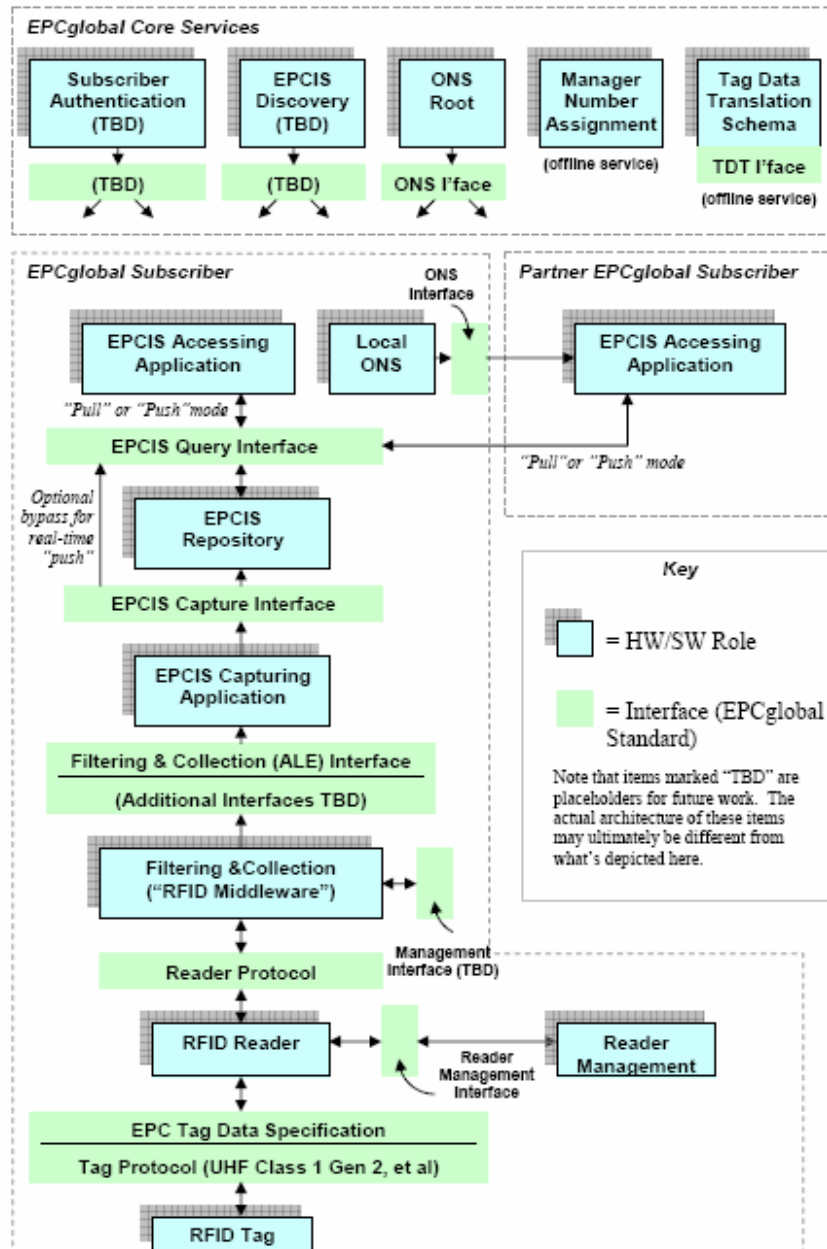 EPCglobal Core Services
Subscriber
Authentication
(TBD)
EPCIS
Discovery
(TBD)
ONS
Root
Manager
Number
Assignment
Tag Data
Translation
Schema
(TBD)
(TBD)
ONS I'face
(offline service)
TDT I'face
(offline service)
EPCglobal Subscriber
ONS
Interface
Partner EPCglobal Subscriber
EPCIS Accessing
Application
Local
ONS
EPCIS Accessing
Application
"Pull" or "Push"mode
EPCIS Query Interface
"Pull"or "Push" mode
Optional
bypass for
real-time
"push"
EPCIS
Repository
EPCIS Capture Interface
EPCIS Capturing
Application
Filtering & Collection (ALE) Interface
(Additional Interfaces TBD)
Filtering &Collection
("RFID Middleware")
Management
Interface (TBD)
Reader Protocol
RFID Reader
Reader
Management
Interface
Reader
Management
EPC Tag Data Specification
Tag Protocol (UHF Class 1 Gen 2, et al)
RFID Tag
Key
= HW/SW Role
= Interface (EPCglobal
Standard)
Note that items marked "TBD" are
placeholders for future work. The
actual architecture of these items
may ultimately be different from
what's depicted here.